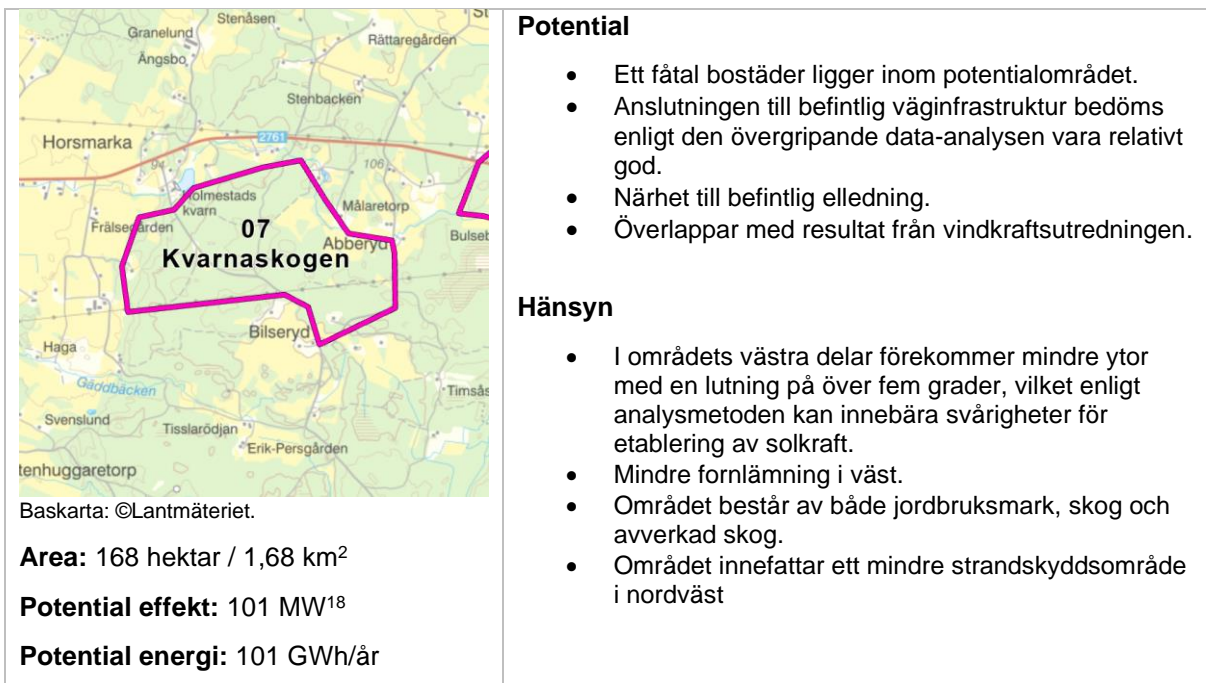 Stenåsen
Granelund
Rättaregården
Ängsbo
Stenbacken
Horsmarka
2761
94
106
Holmestads
kvarn
Målaretorp
Frälsegården
07
Abberyd
Kvarnaskogen
Bilseryd
Haga
Gäddbäcken
Svenslund
Tisslarödjan
Erik-Persgården
tenhuggaretorp
Baskarta: ©Lantmäteriet.
Area: 168 hektar / 1,68 km2
Potential effekt: 101 MW18
Potential energi: 101 GWh/år
Potential
• Ett fåtal bostäder ligger inom potentialområdet.
• Anslutningen till befintlig väginfrastruktur bedöms
enligt den övergripande data-analysen vara relativt
god.
• Närhet till befintlig elledning.
• Överlappar med resultat från vindkraftsutredningen.
Hänsyn
• I områdets västra delar förekommer mindre ytor
med en lutning på över fem grader, vilket enligt
analysmetoden kan innebära svårigheter för
etablering av solkraft.
• Mindre fornlämning i väst.
• Området består av både jordbruksmark, skog och
avverkad skog.
• Området innefattar ett mindre strandskyddsområde
i nordväst